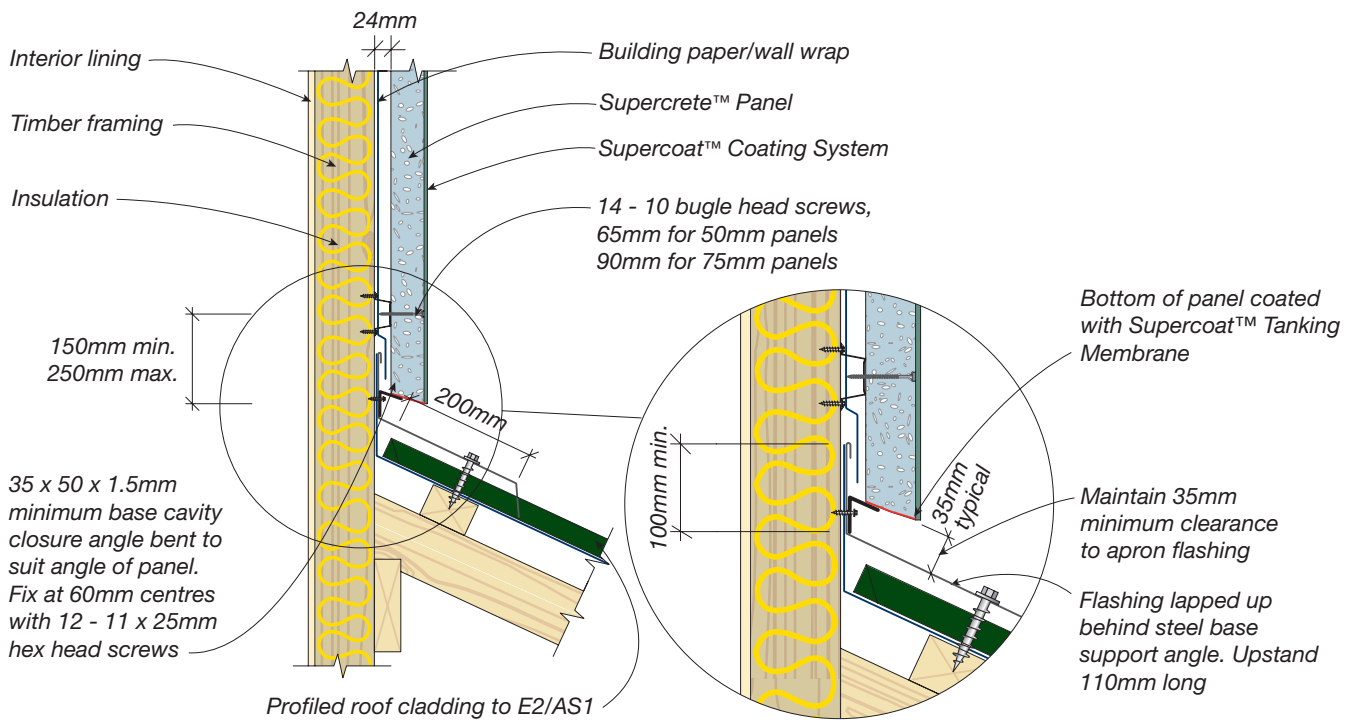 24mm
Interior lining
Timber framing
Insulation
Building paper/wall wrap
Supercrete™ Panel
Supercoat™ Coating System
14 - 10 bugle head screws,
65mm for 50mm panels
90mm for 75mm panels
150mm min.
250mm max.
200mm
35 x 50 x 1.5mm
minimum base cavity
closure angle bent to
suit angle of panel.
Fix at 60mm centres
with 12 - 11 x 25mm
hex head screws
Profiled roof cladding to E2/AS1
100mm min.
35mm
typical
Bottom of panel coated
with Supercoat™ Tanking
Membrane
Maintain 35mm
minimum clearance
to apron flashing
Flashing lapped up
behind steel base
support angle. Upstand
110mm long